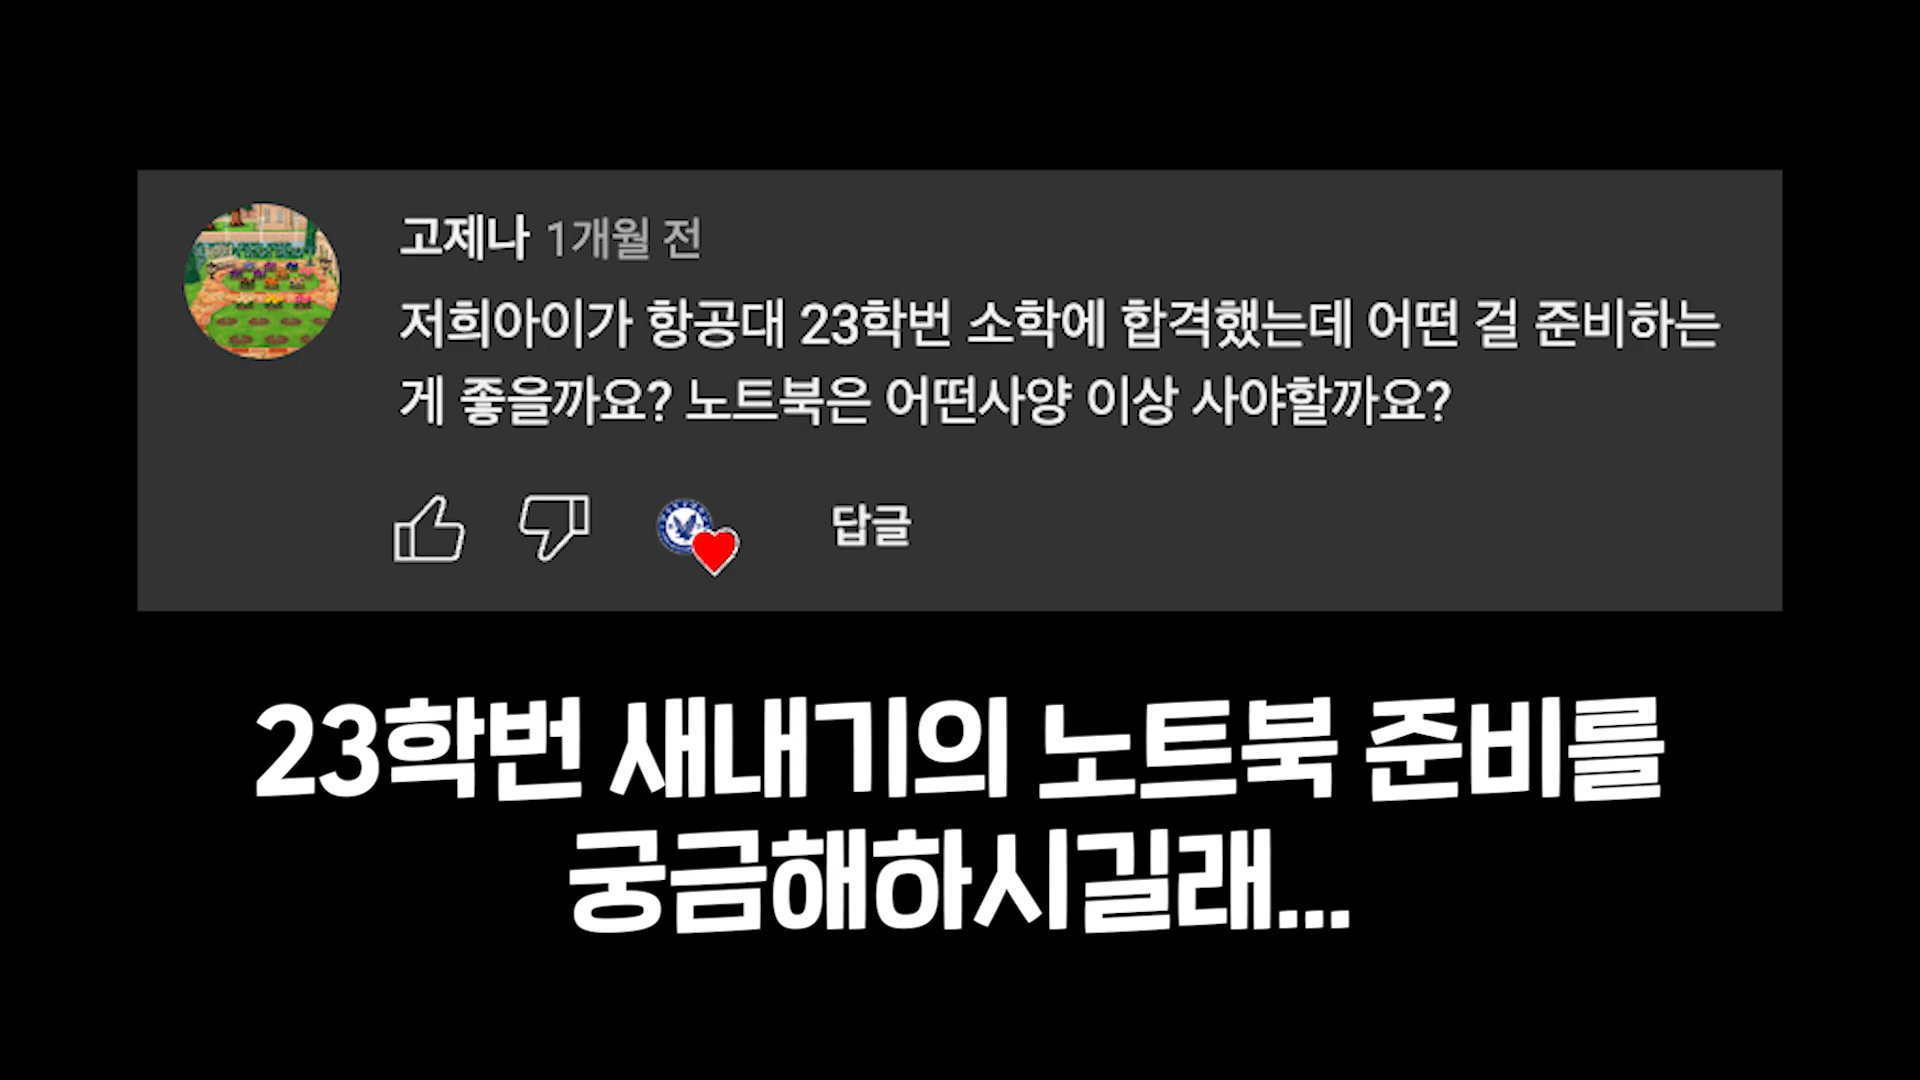 고제나 1개월 전
저희아이가 항공대 23학번 소학에 합격했는데 어떤 걸 준비하는
게 좋을까요? 노트북은 어떤사양 이상 사야할까요?
답글
23학번 새내기의 노트북 준비를
궁금해하시길래...